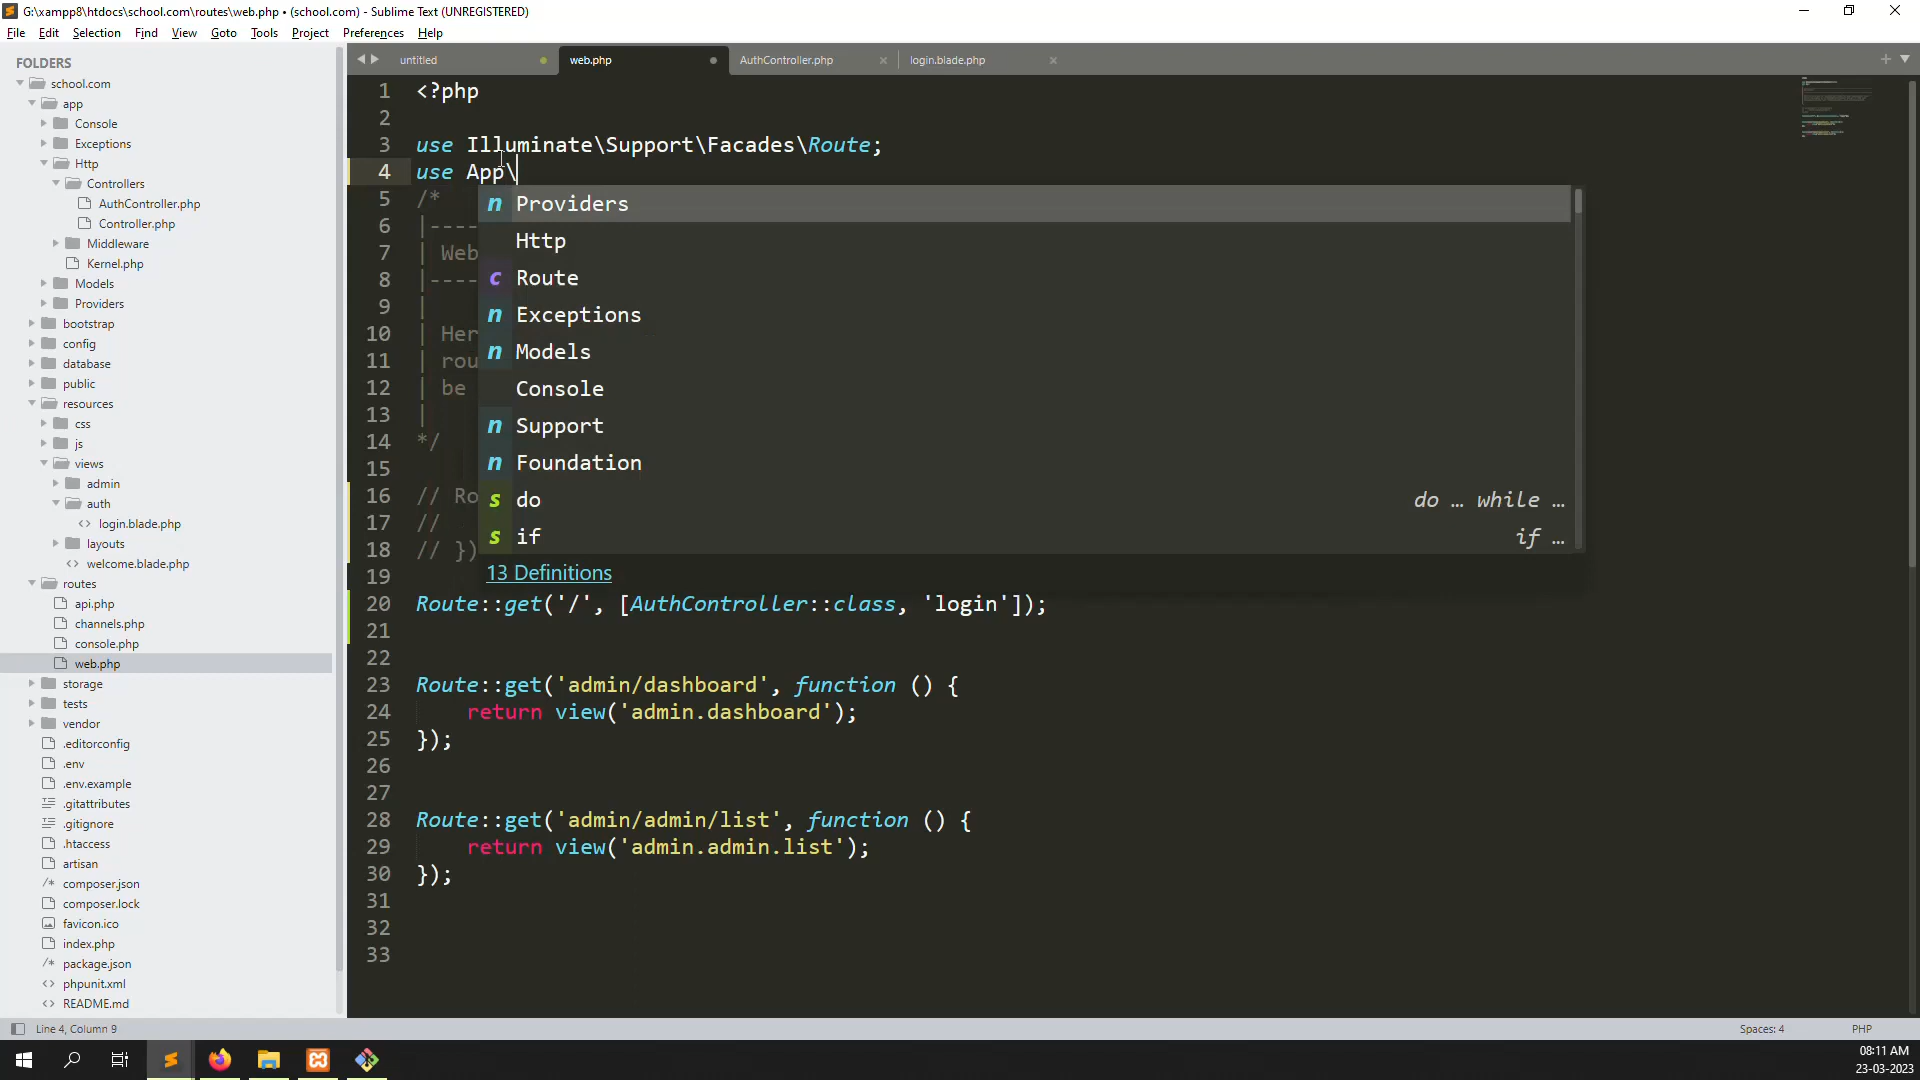 G:\xampp8\htdocs\school.com\routes\web.php • (school.com) - Sublime Text (UNREGISTERED)
File Edit Selection Find View Goto Tools Project Preferences Help
FOLDERS
school.com
app
Console
Exceptions
Http
Controllers
AuthController.php
Controller.php
Middleware
Kernel.php
Models
Providers
bootstrap
config
database
public
resources
css
js
views
admin
auth
login.blade.php
layouts
welcome.blade.php
routes
api.php
channels.php
console.php
web.php
storage
tests
vendor
.editorconfig
.env
.env.example
.gitattributes
.gitignore
.htaccess
artisan
composer.json
composer.lock
favicon.ico
index.php
package.json
phpunit.xml
README.md
untitled web.php AuthController.php login.blade.php
1 <?php
2
3 use Illuminate\Support\Facades\Route;
4 use App\
5 /*
6 |----
7 | Web
8 |----
9 |
10 | Her
11 | rou
12 | be
13 |
14 */
15
16 // Ro
17 //
18 // })
19
20 Route::get('/', [AuthController::class, 'login']);
21
22
23 Route::get('admin/dashboard', function () {
24 return view('admin.dashboard');
25 });
26
27
28 Route::get('admin/admin/list', function () {
29 return view('admin.admin.list');
30 });
31
32
33
n Providers
Http
c Route
n Exceptions
n Models
Console
n Support
n Foundation
s do do … while …
s if if …
13 Definitions
Line 4, Column 9 Spaces: 4 PHP
08:11 AM
23-03-2023